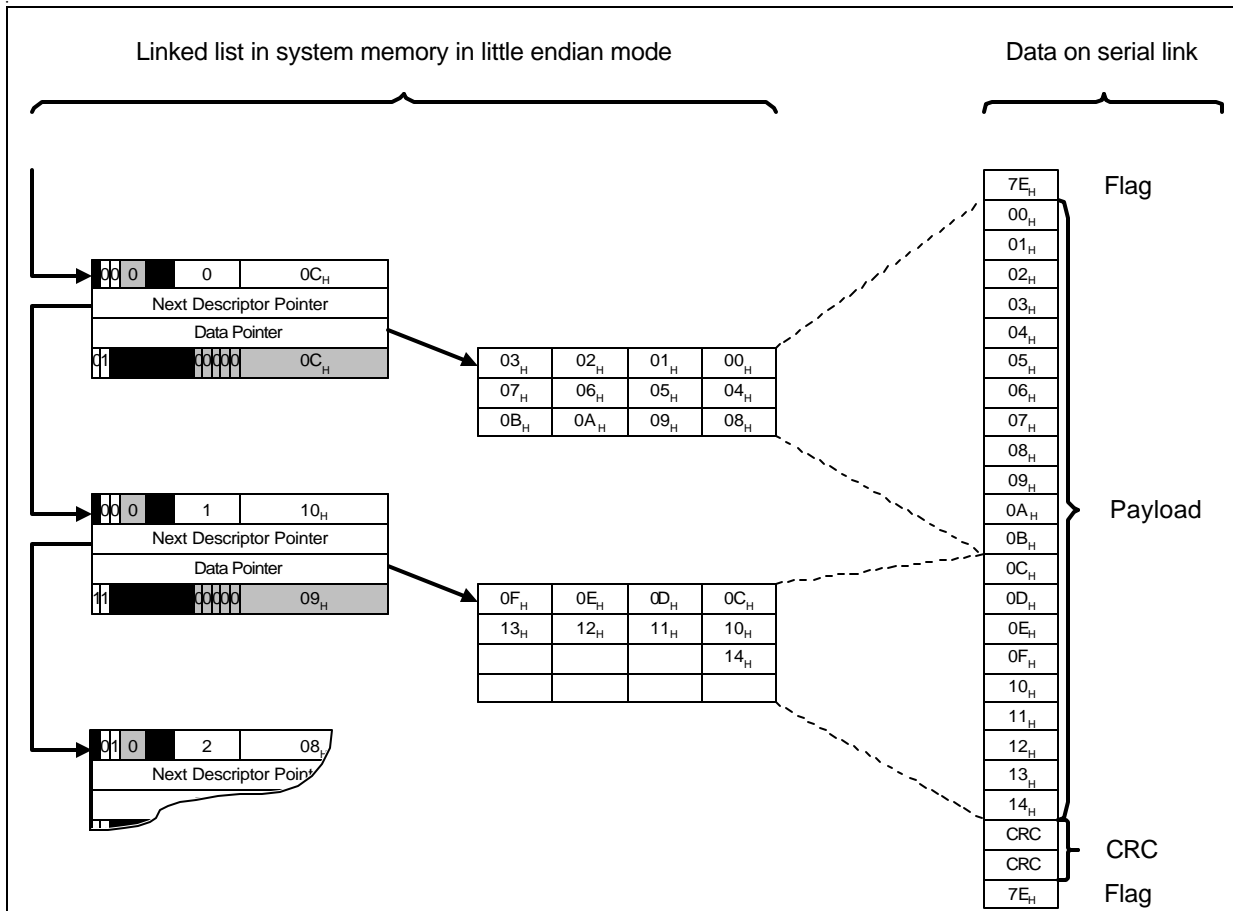 Linked list in system memory in little endian mode
Data on serial link
00 0 0 0CH
Next Descriptor Pointer
Data Pointer
01 00000 0CH
03H 02H 01H 00H
07H 06H 05H 04H
0BH 0AH 09H 08H
00 0 1 10H
Next Descriptor Pointer
Data Pointer
11 00000 09H
0FH 0EH 0DH 0CH
13H 12H 11H 10H
14H
01 0 2 08H
Next Descriptor
7EH Flag
00H
01H
02H
03H
04H
05H
06H
07H
08H
09H
0AH Payload
0BH
0CH
0DH
0EH
0FH
10H
11H
12H
13H
14H
CRC
CRC
CRC
7EH Flag